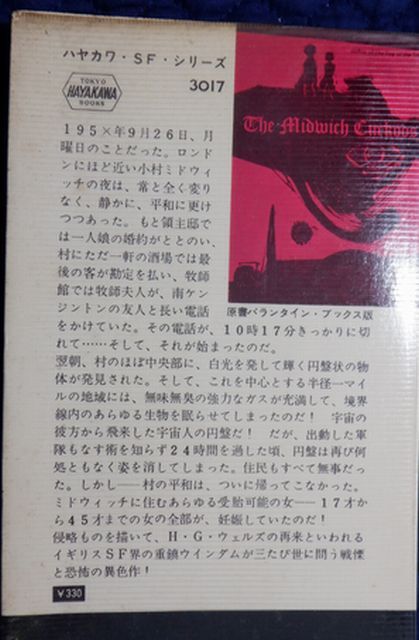 ハヤカワ・SF・シリーズ
TOKYO
HAYAKAWA
BOOKS
3017
The Midwich Cuckoo
195×年9月26日、月
曜日のことだった。ロンド
ンにほど近い小村ミドウィ
ッチの夜は、常と全く変り
なく、静かに、平和に更け
つつあった。もと領主邸で
は一人娘の婚約がととのい、
村にただ一軒の酒場では最
後の客が勘定を払い、牧師
館では牧師夫人が、南ケン
ジントンの友人と長い電話
をかけていた。その電話が、
原書バランタイン・ブックス版
10時17分きっかりに切
れて……そして、それが始まったのだ。
翌朝、村のほぼ中央部に、白光を発して輝く円盤状の物
体が発見された。そして、これを中心とする半径一マイ
ルの地域には、無味無臭の強力なガスが充満して、境界
線内のあらゆる生物を眠らせてしまったのだ！　宇宙の
彼方から飛来した宇宙人の円盤だ！　だが、出動した軍
隊もなす術を知らず24時間を過した頃、円盤は再び何
処ともなく姿を消してしまった。住民もすべて無事だっ
た。しかし──村の平和は、ついに帰ってこなかった。
ミドウィッチに住むあらゆる受胎可能の女──17才か
ら45才までの女の全部が、妊娠していたのだ！
侵略ものを描いて、H・G・ウェルズの再来といわれる
イギリスSF界の重鎮ウインダムが三たび世に問う戦慄
と恐怖の異色作！
¥330